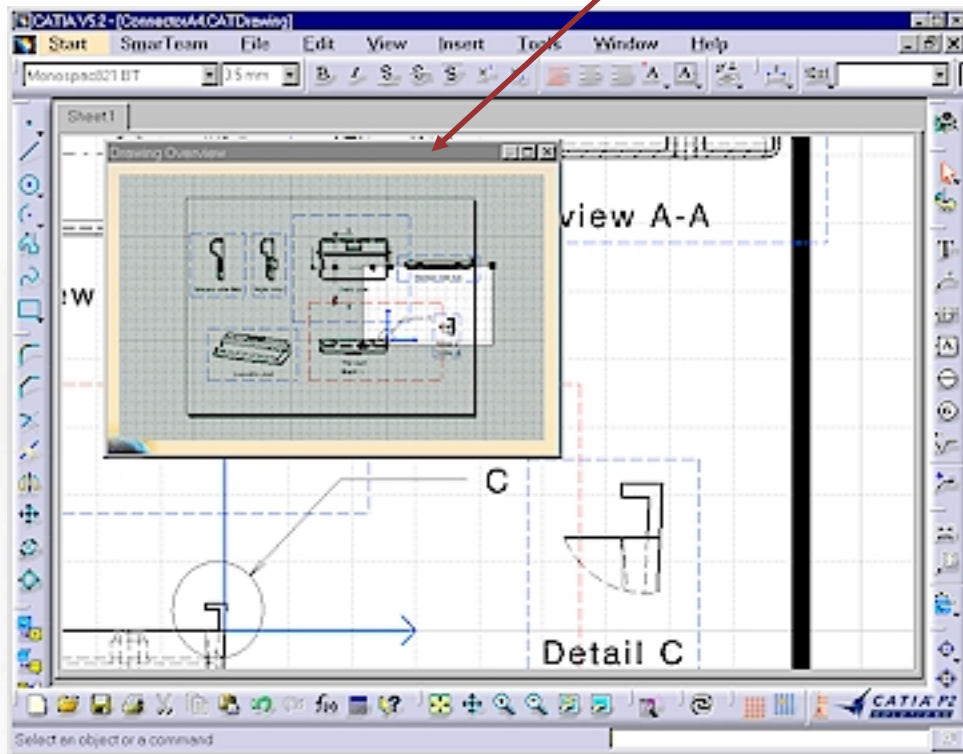 CATIA V5.2 - [ConnectorA4.CATDrawing]
Start SmarTeam File Edit View Insert Tools Window Help
Monospac821 BT 3.5 mm B I S
Sheet1
Drawing Overview
view A-A
C
Detail C
CATIA P2
SOLUTIONS
Select an object or a command